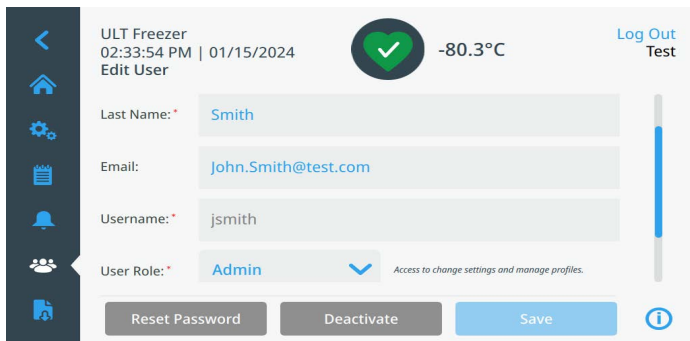 ULT Freezer
02:33:54 PM | 01/15/2024
Edit User
-80.3°C
Log Out
Test
Last Name:* Smith
Email: John.Smith@test.com
Username:* jsmith
User Role:* Admin Access to change settings and manage profiles.
Reset Password Deactivate Save